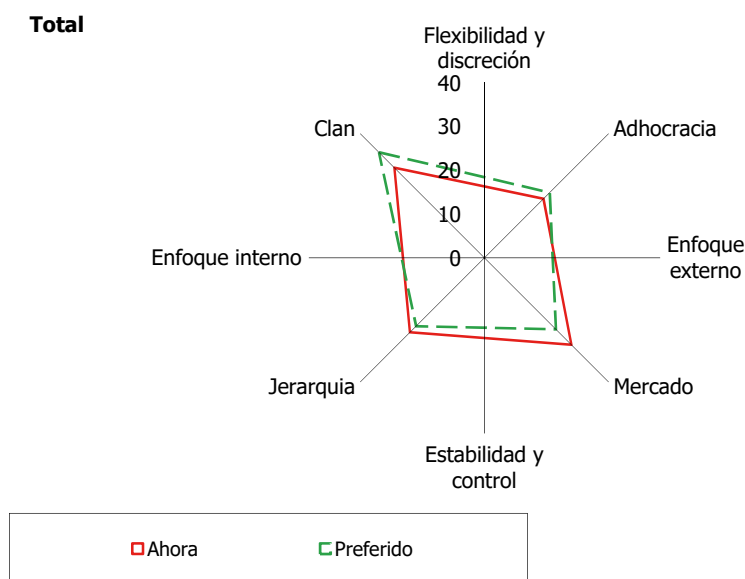 Total
Flexibilidad y
discreción
40
30
20
10
0
Clan
Adhocracia
Enfoque interno
Enfoque
externo
Jerarquia
Mercado
Estabilidad y
control
Ahora
Preferido